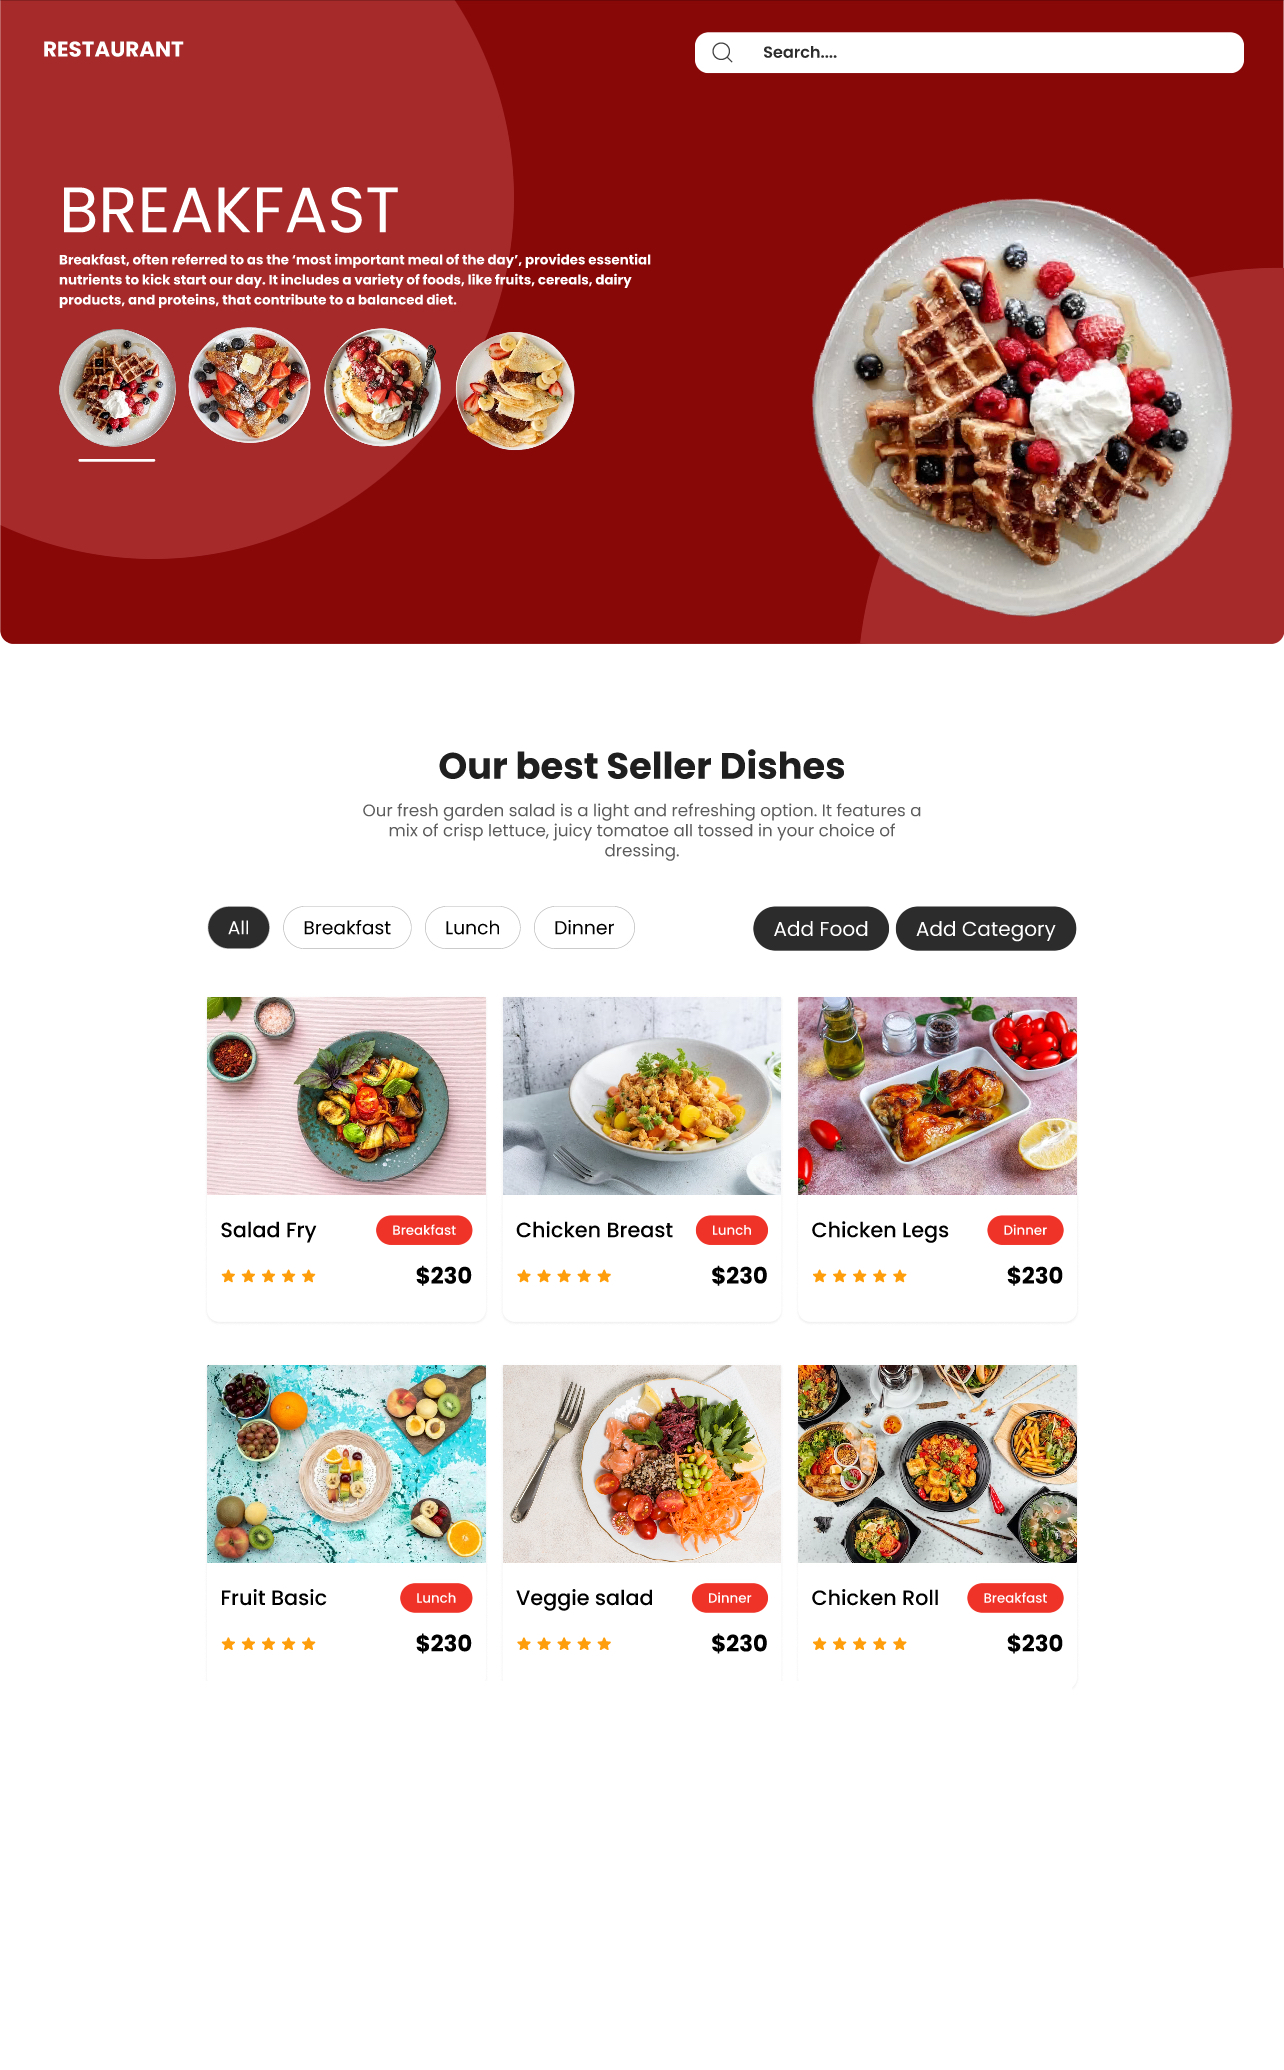 RESTAURANT
Search....
BREAKFAST
Breakfast, often referred to as the ‘most important meal of the day’, provides essential
nutrients to kick start our day. It includes a variety of foods, like fruits, cereals, dairy
products, and proteins, that contribute to a balanced diet.
Our best Seller Dishes
Our fresh garden salad is a light and refreshing option. It features a
mix of crisp lettuce, juicy tomatoe all tossed in your choice of
dressing.
All Breakfast Lunch Dinner Add Food Add Category
Salad Fry Breakfast
$230
Chicken Breast Lunch
$230
Chicken Legs Dinner
$230
Fruit Basic Lunch
$230
Veggie salad Dinner
$230
Chicken Roll Breakfast
$230